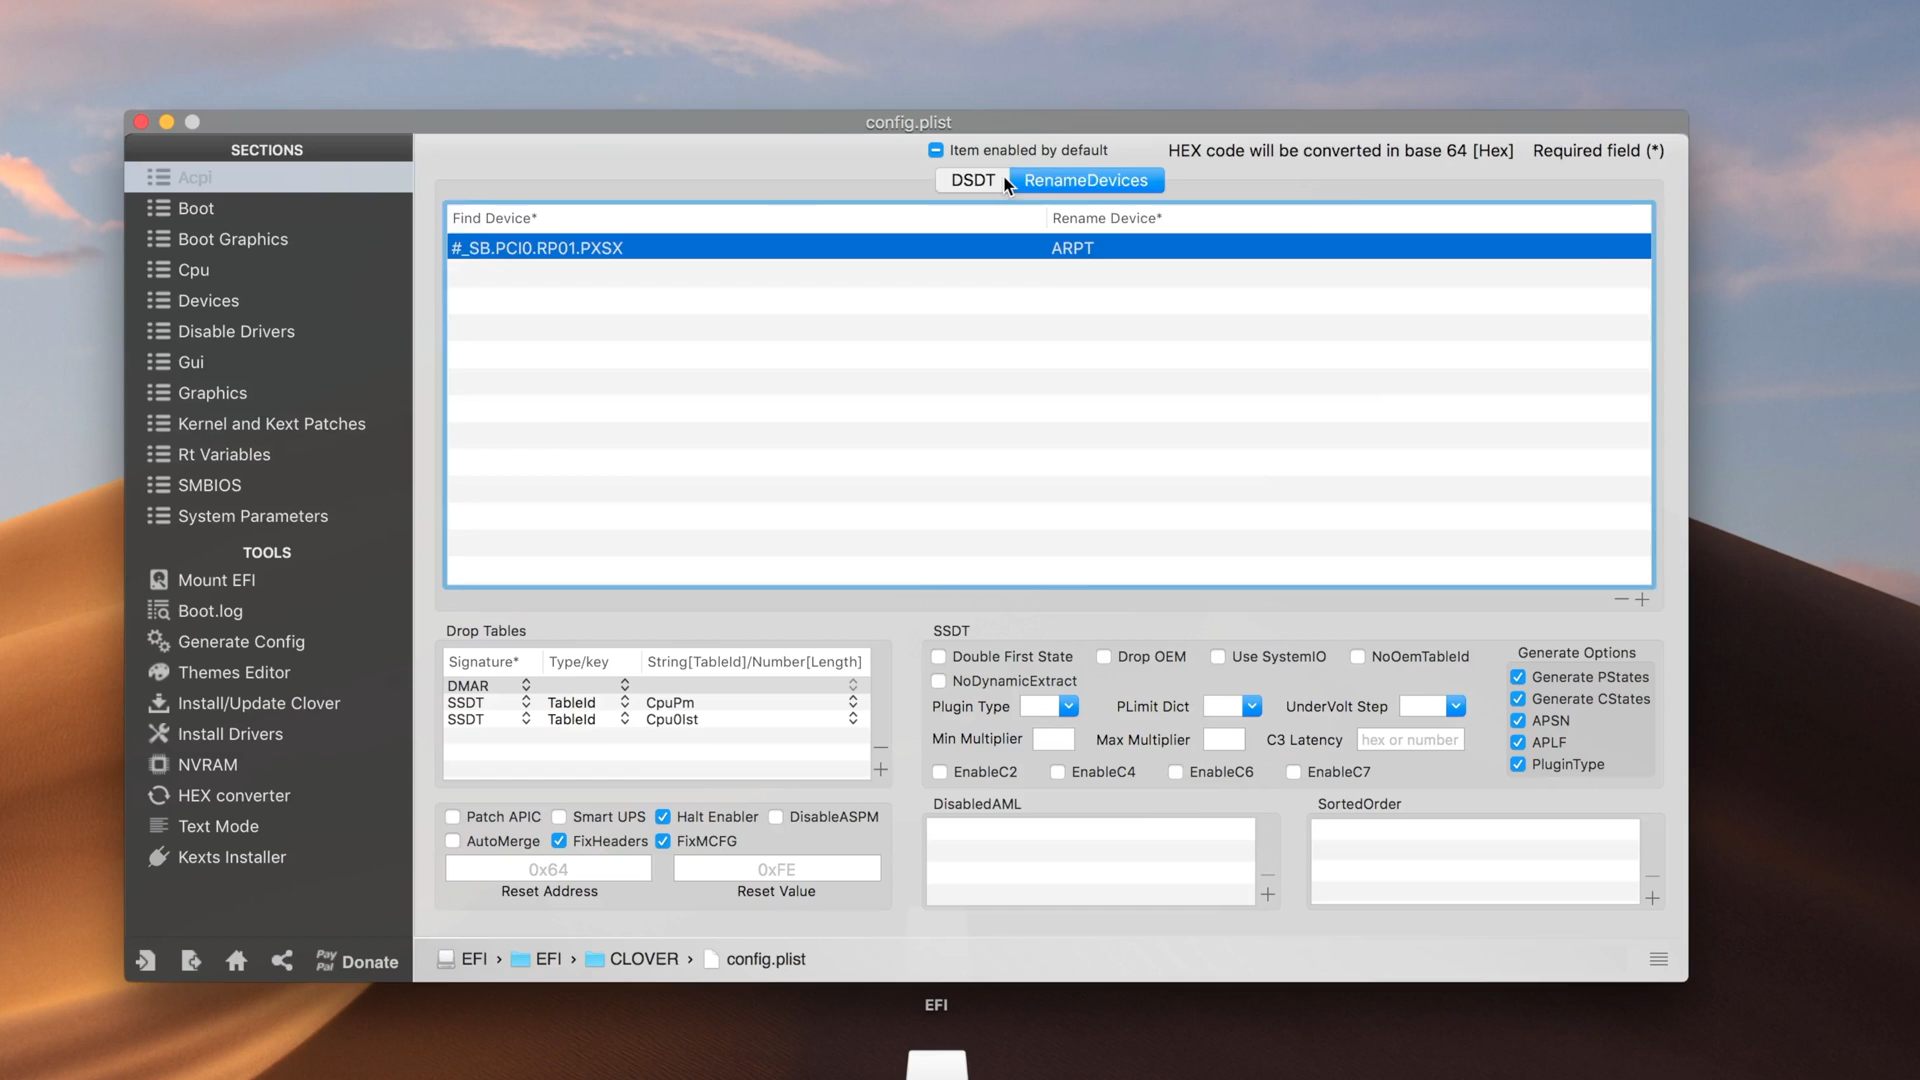 config.plist
SECTIONS
Acpi
Boot
Boot Graphics
Cpu
Devices
Disable Drivers
Gui
Graphics
Kernel and Kext Patches
Rt Variables
SMBIOS
System Parameters
TOOLS
Mount EFI
Boot.log
Generate Config
Themes Editor
Install/Update Clover
Install Drivers
NVRAM
HEX converter
Text Mode
Kexts Installer
Pay
Pal
Donate
Item enabled by default
HEX code will be converted in base 64 [Hex]
Required field (*)
DSDT
RenameDevices
Find Device* Rename Device*
#_SB.PCI0.RP01.PXSX ARPT
Drop Tables
Signature* Type/key String[TableId]/Number[Length]
DMAR
SSDT TableId CpuPm
SSDT TableId Cpu0Ist
Patch APIC Smart UPS Halt Enabler DisableASPM
AutoMerge FixHeaders FixMCFG
0x64 0xFE
Reset Address Reset Value
SSDT
Double First State Drop OEM Use SystemIO NoOemTableId
NoDynamicExtract
Plugin Type PLimit Dict UnderVolt Step
Min Multiplier Max Multiplier C3 Latency hex or number
EnableC2 EnableC4 EnableC6 EnableC7
Generate Options
Generate PStates
Generate CStates
APSN
APLF
PluginType
DisabledAML
SortedOrder
EFI › EFI › CLOVER › config.plist
EFI